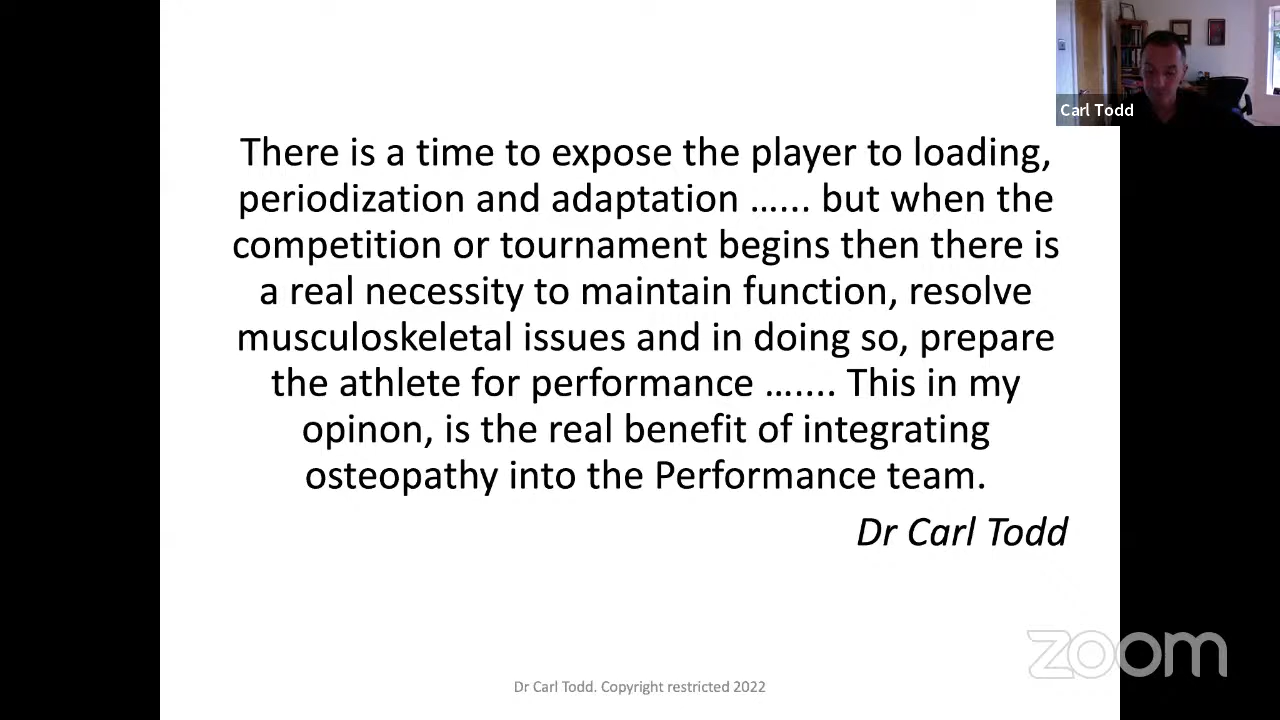 Carl Todd
There is a time to expose the player to loading,
periodization and adaptation …... but when the
competition or tournament begins then there is
a real necessity to maintain function, resolve
musculoskeletal issues and in doing so, prepare
the athlete for performance ….... This in my
opinon, is the real benefit of integrating
osteopathy into the Performance team.
Dr Carl Todd
zoom
Dr Carl Todd. Copyright restricted 2022